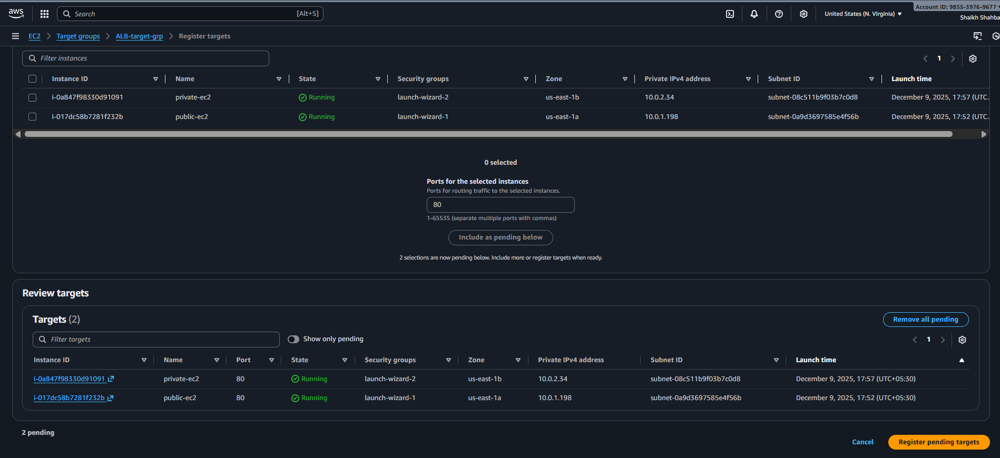 aws
Search [Alt+S]
United States (N. Virginia)
Account ID: 9855-3976-9677
Shaikh Shahba
EC2 > Target groups > ALB-target-grp > Register targets
Filter instances
1
Instance ID Name State Security groups Zone Private IPv4 address Subnet ID Launch time
i-0a847f98330d91091 private-ec2 Running launch-wizard-2 us-east-1b 10.0.2.34 subnet-08c511b9f03b7c0d8 December 9, 2025, 17:57 (UTC...
i-017dc58b7281f232b public-ec2 Running launch-wizard-1 us-east-1a 10.0.1.198 subnet-0a9d3697585e4f56b December 9, 2025, 17:52 (UTC...
0 selected
Ports for the selected instances
Ports for routing traffic to the selected instances.
80
1-65535 (separate multiple ports with commas)
Include as pending below
2 selections are now pending below. Include more or register targets when ready.
Review targets
Targets (2)
Remove all pending
Filter targets
Show only pending
1
Instance ID Name Port State Security groups Zone Private IPv4 address Subnet ID Launch time
i-0a847f98330d91091 private-ec2 80 Running launch-wizard-2 us-east-1b 10.0.2.34 subnet-08c511b9f03b7c0d8 December 9, 2025, 17:57 (UTC+05:30)
i-017dc58b7281f232b public-ec2 80 Running launch-wizard-1 us-east-1a 10.0.1.198 subnet-0a9d3697585e4f56b December 9, 2025, 17:52 (UTC+05:30)
2 pending
Cancel
Register pending targets